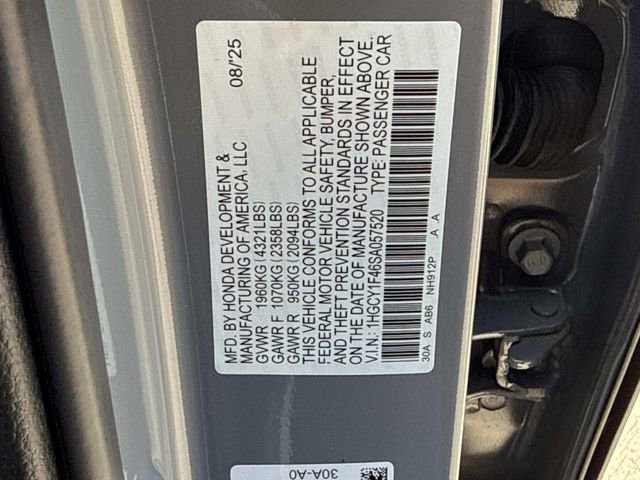 MFD. BY HONDA DEVELOPMENT & 08/'25
MANUFACTURING OF AMERICA, LLC
GVWR 1960KG(4321LBS)
GAWR F 1070KG(2358LBS)
GAWR R 950KG(2094LBS)
THIS VEHICLE CONFORMS TO ALL APPLICABLE
FEDERAL MOTOR VEHICLE SAFETY, BUMPER,
AND THEFT PREVENTION STANDARDS IN EFFECT
ON THE DATE OF MANUFACTURE SHOWN ABOVE.
V.I.N.: 1HGCY1F46SA057520 TYPE: PASSENGER CAR
30A S AB6 NH912P .A .A
30A-A0